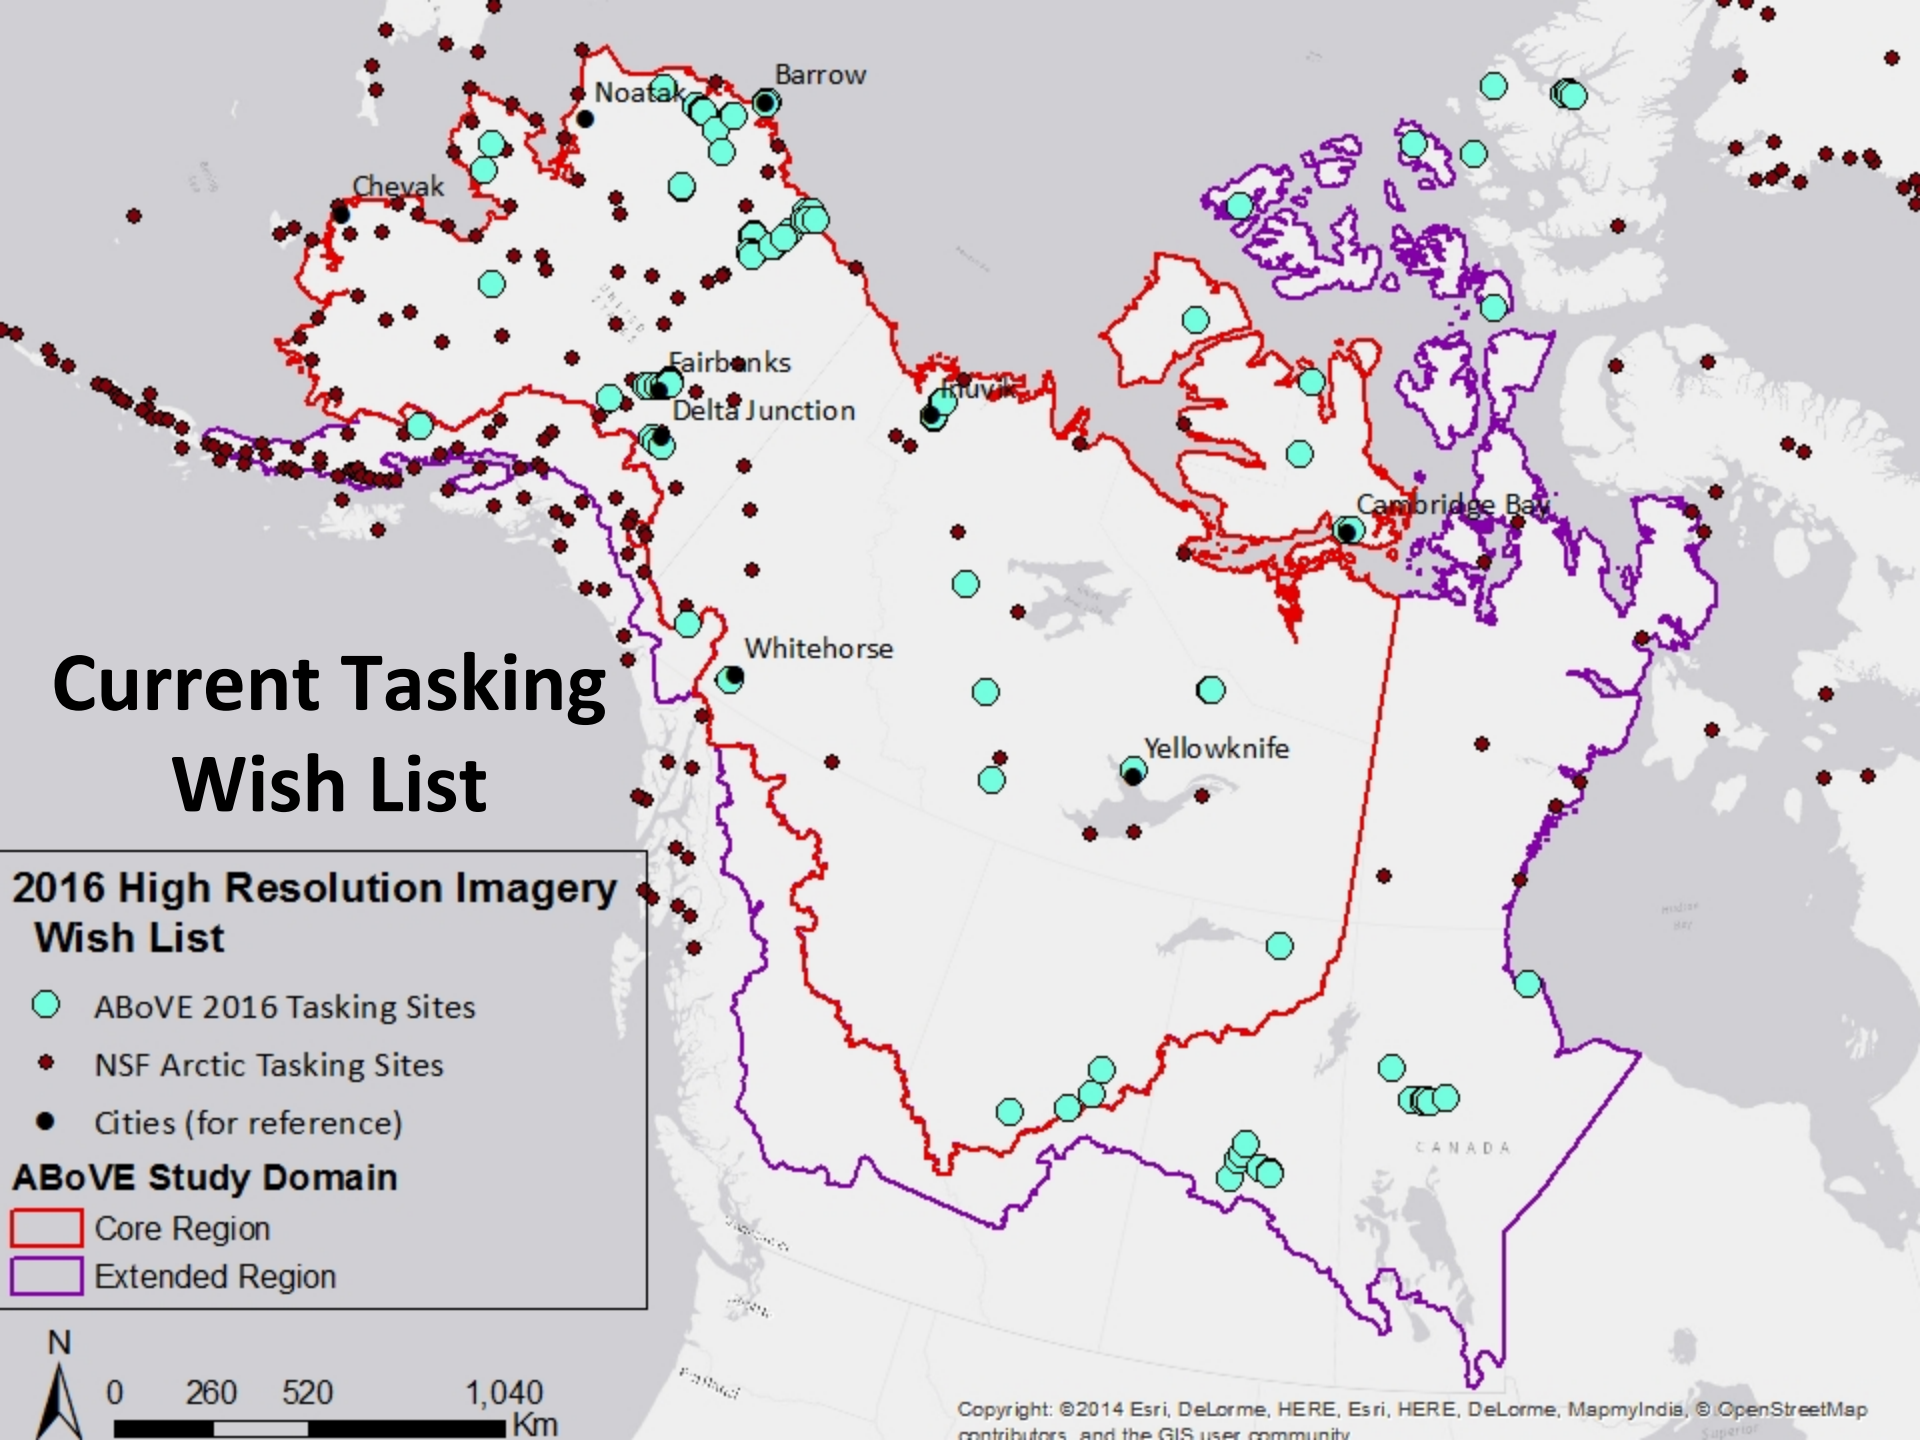 Barrow
Noatak
Chevak
Fairbanks
Inuvik
Delta Junction
Cambridge Bay
Whitehorse
Current Tasking
Wish List
Yellowknife
2016 High Resolution Imagery
Wish List
ABoVE 2016 Tasking Sites
NSF Arctic Tasking Sites
Cities (for reference)
ABoVE Study Domain
Core Region
Extended Region
CANADA
N
0 260 520 1,040
Km
Portland
Copyright: ©2014 Esri, DeLorme, HERE, Esri, HERE, DeLorme, MapmyIndia, © OpenStreetMap
contributors, and the GIS user community